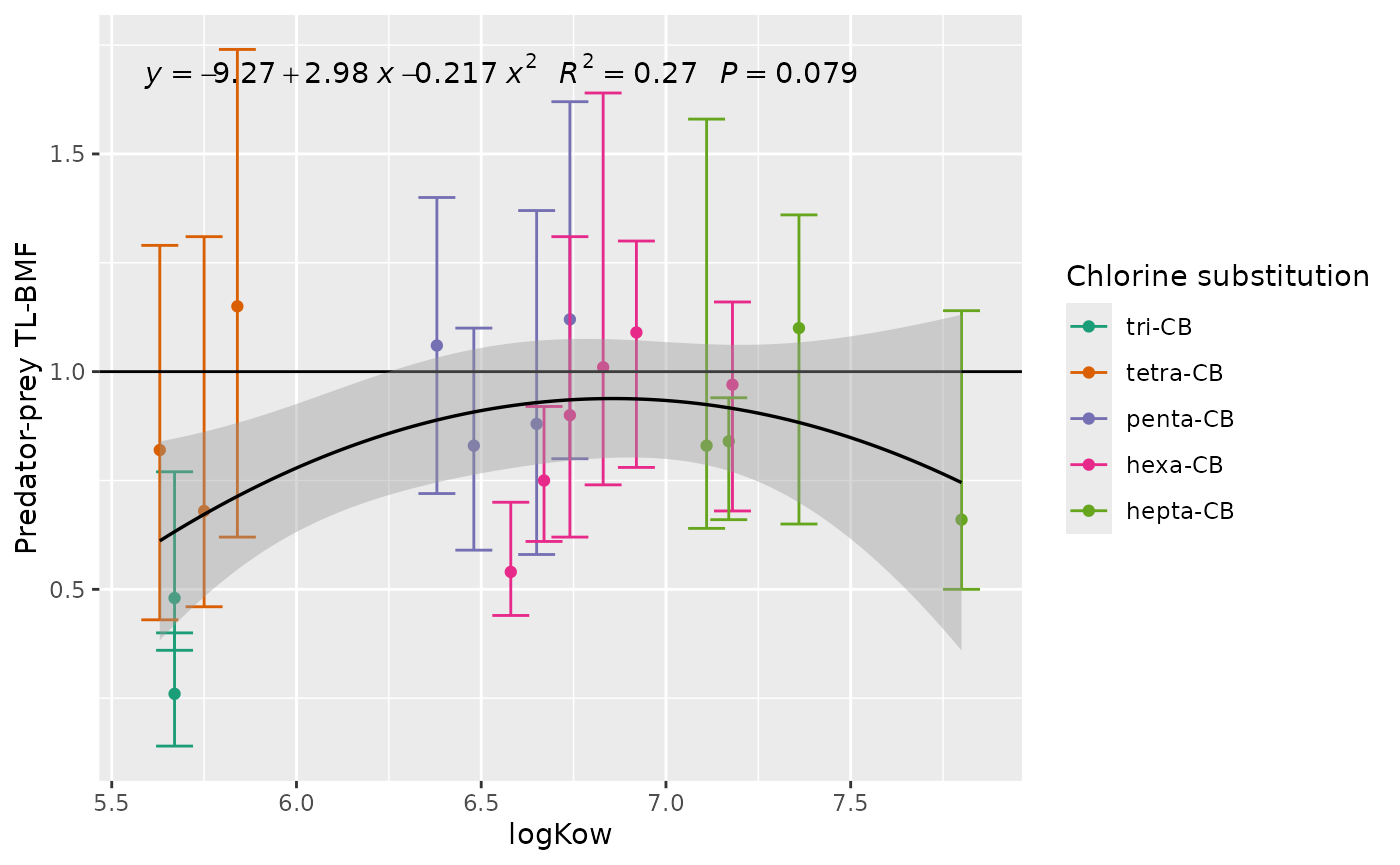 y = −9.27 + 2.98 x −0.217 x² R² = 0.27 P = 0.079
1.5
1.0
0.5
Predator-prey TL-BMF
5.5 6.0 6.5 7.0 7.5
logKow
Chlorine substitution
tri-CB
tetra-CB
penta-CB
hexa-CB
hepta-CB